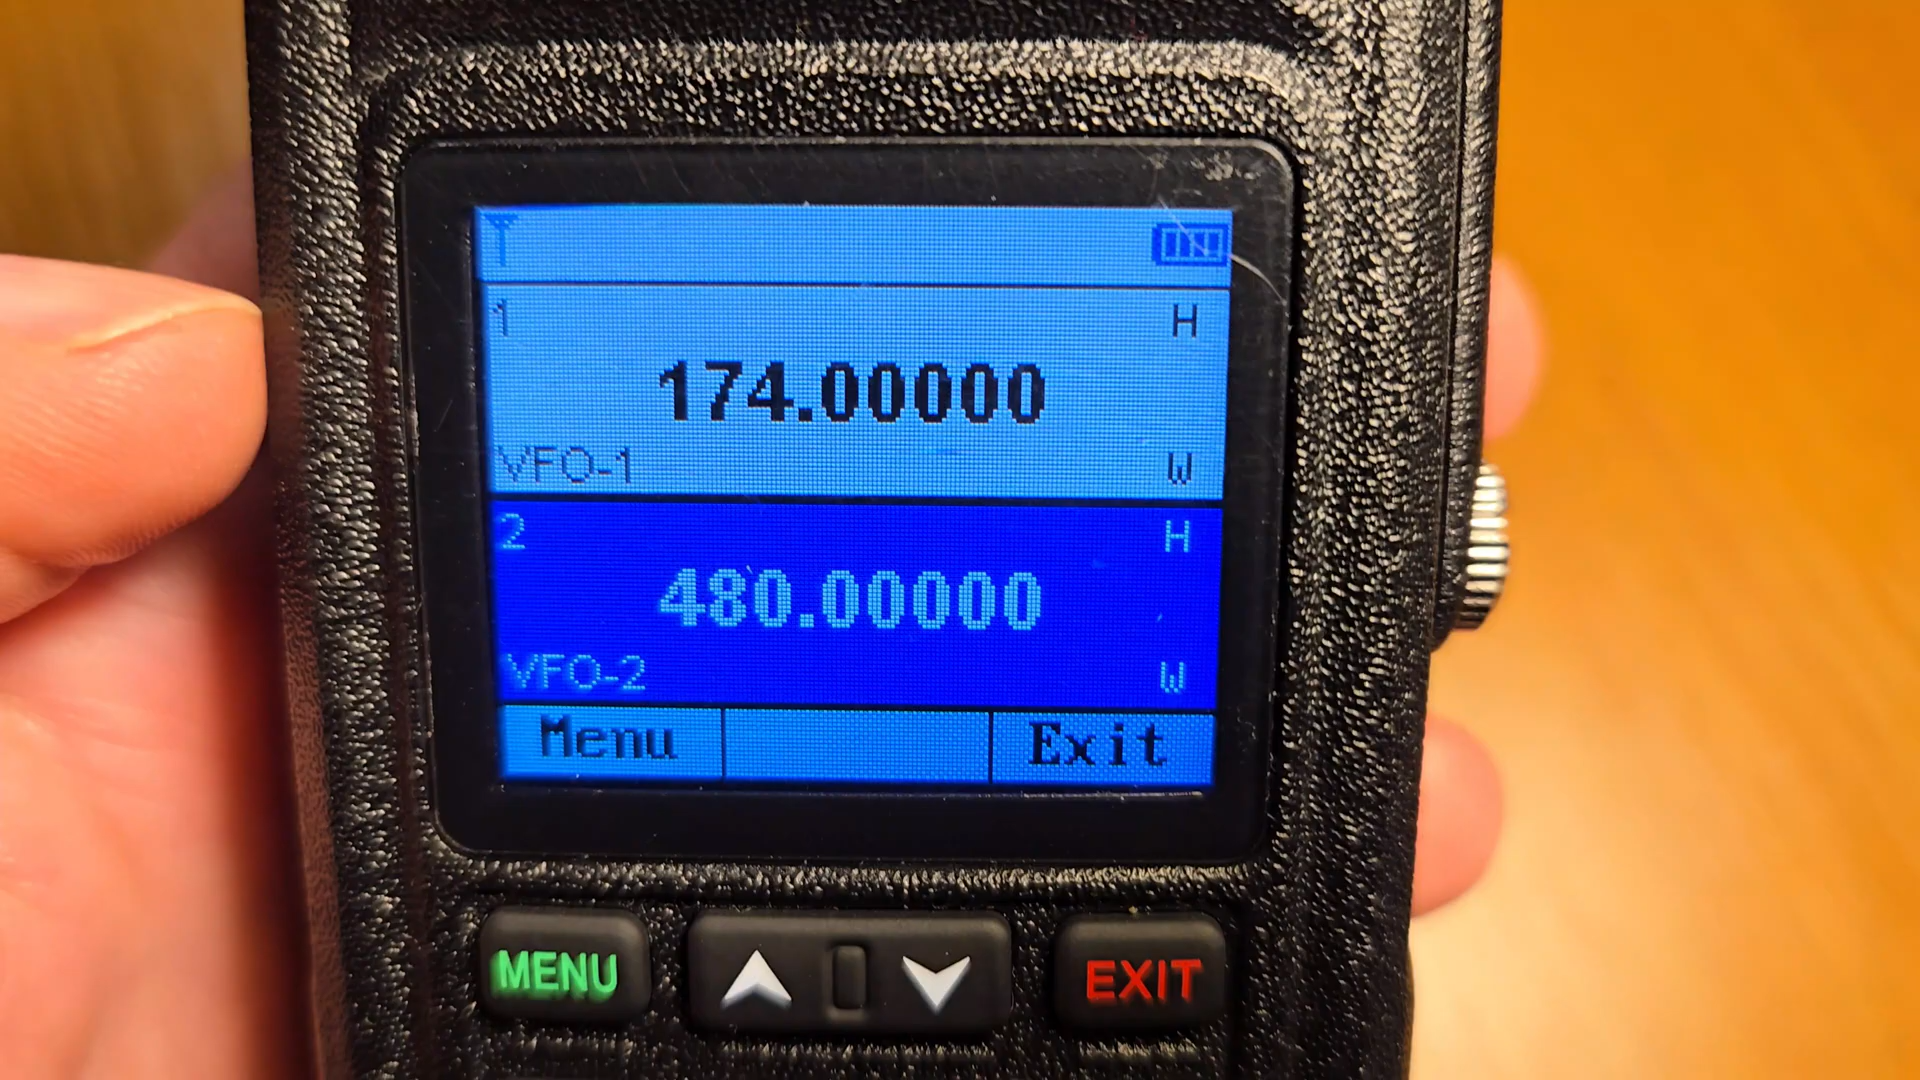 1 H
174.00000
VFO-1 W
2 H
480.00000
VFO-2 W
Menu Exit
MENU EXIT